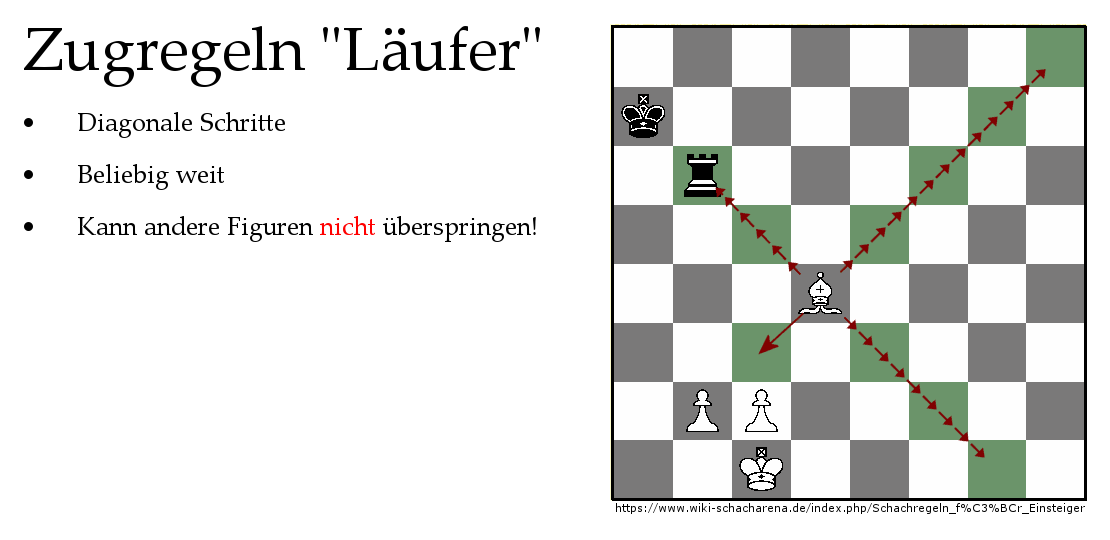 Zugregeln "Läufer"
• Diagonale Schritte
• Beliebig weit
• Kann andere Figuren nicht überspringen!
https://www.wiki-schacharena.de/index.php/Schachregeln_f%C3%BCr_Einsteiger